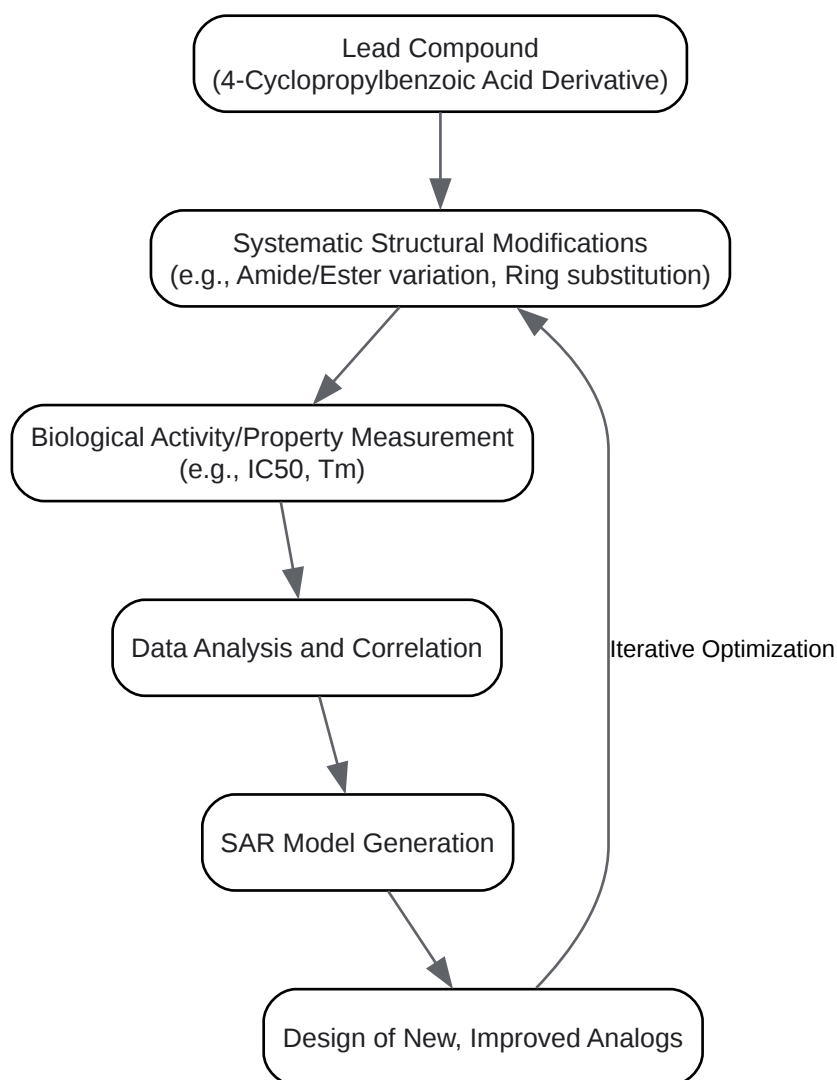 Lead Compound
(4-Cyclopropylbenzoic Acid Derivative)
Systematic Structural Modifications
(e.g., Amide/Ester variation, Ring substitution)
Biological Activity/Property Measurement
(e.g., IC50, Tm)
Data Analysis and Correlation
Iterative Optimization
SAR Model Generation
Design of New, Improved Analogs